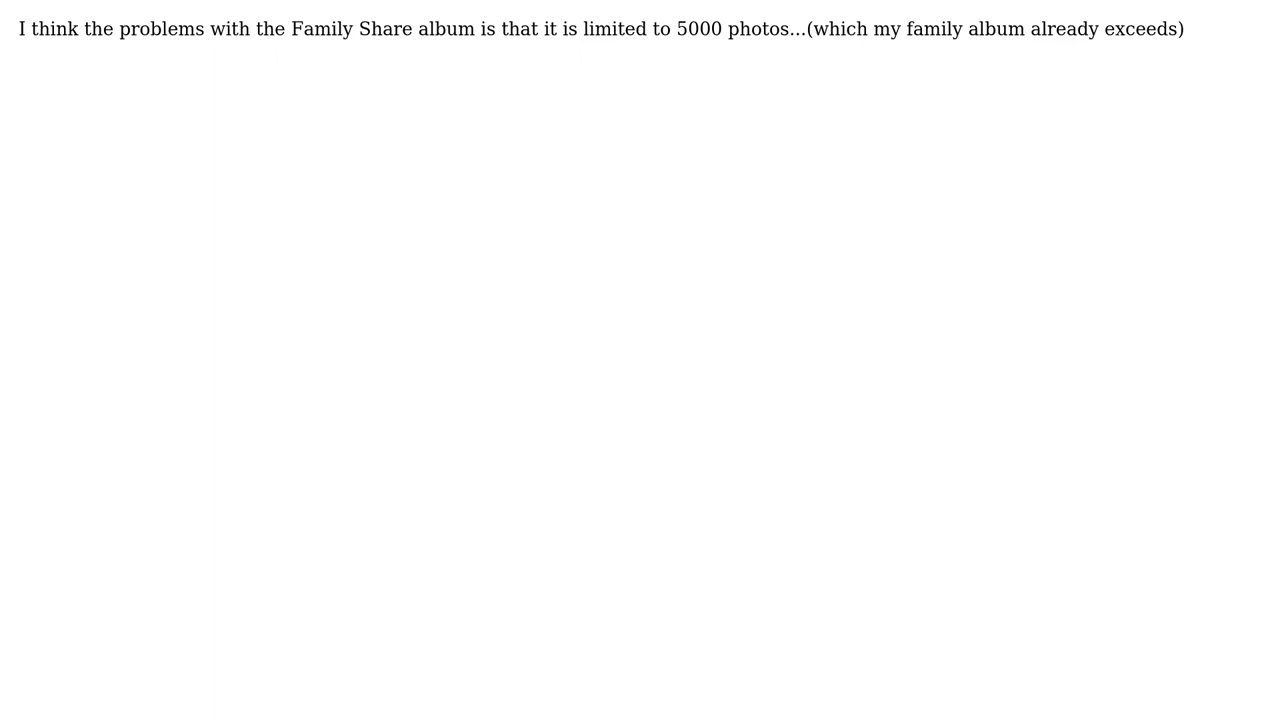 I think the problems with the Family Share album is that it is limited to 5000 photos...(which my family album already exceeds)